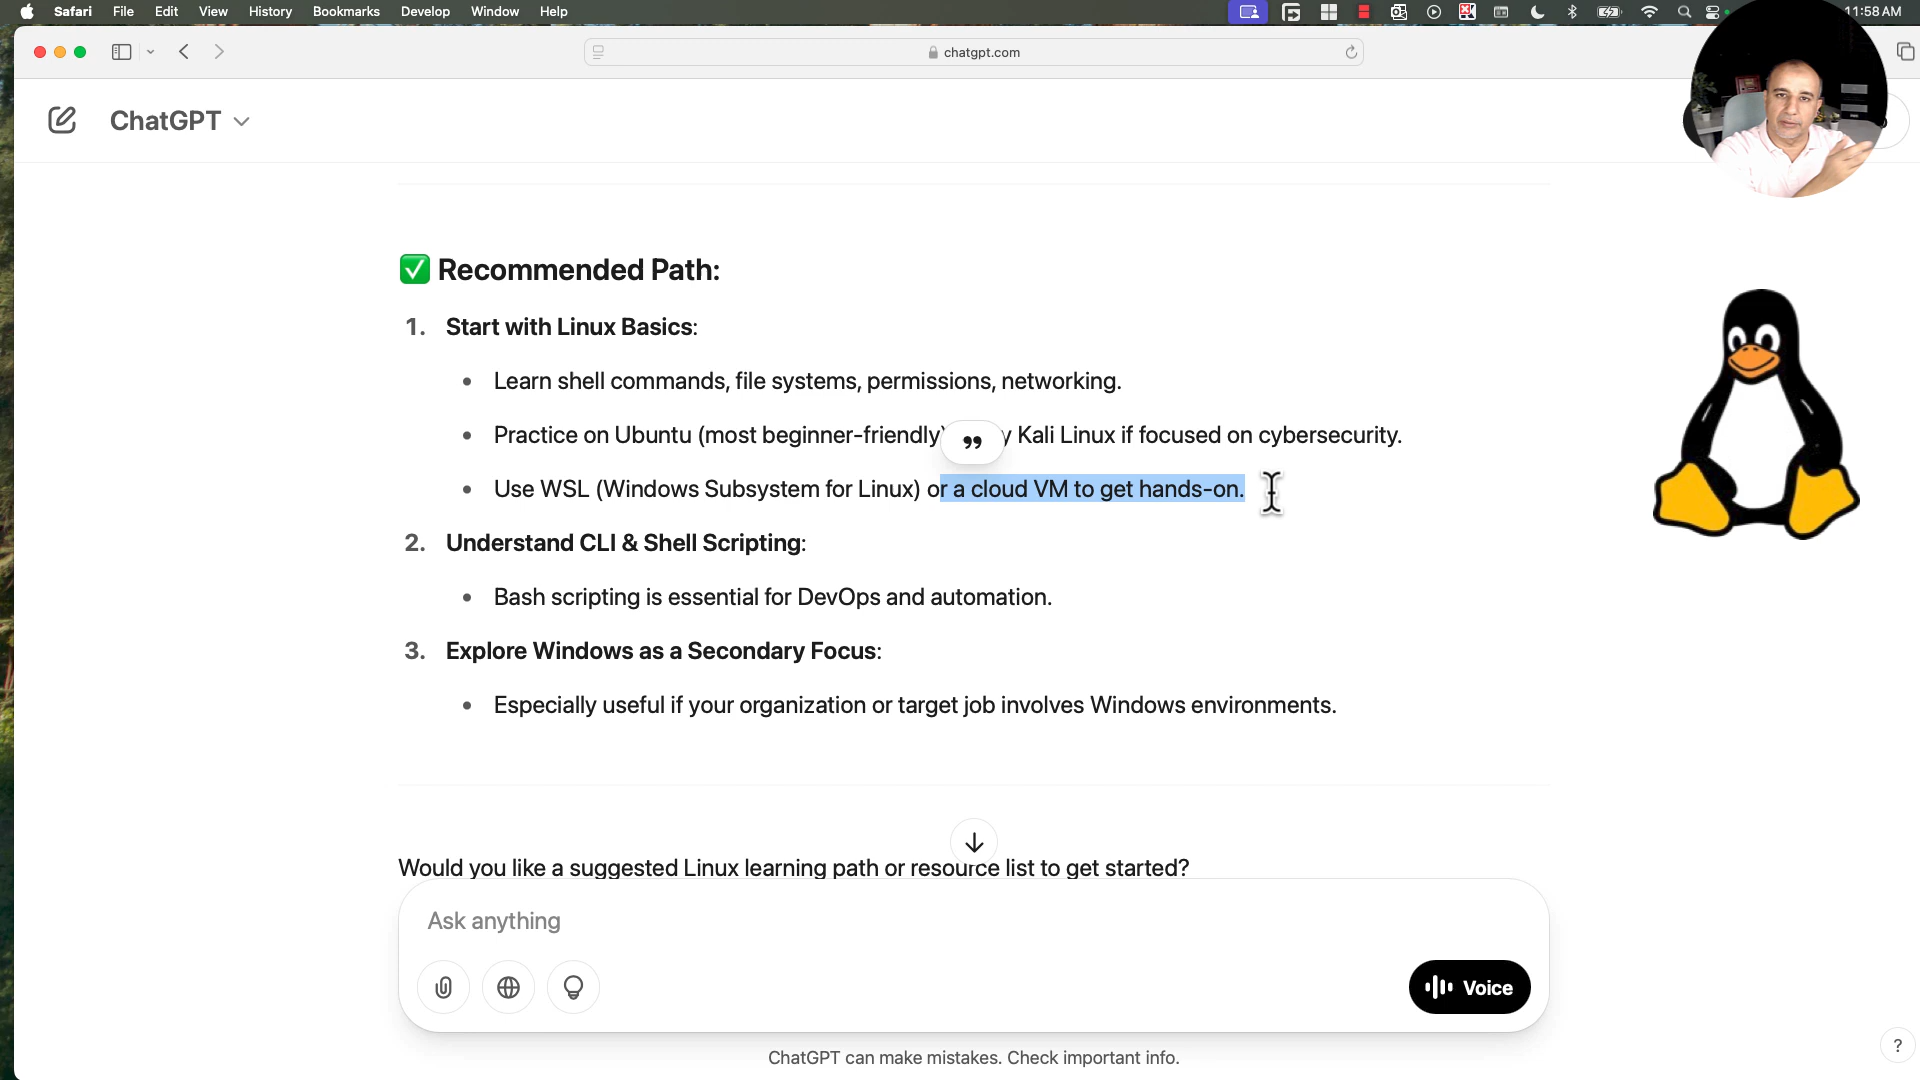 Safari File Edit View History Bookmarks Develop Window Help 11:58 AM
chatgpt.com
ChatGPT
✅ Recommended Path:
1. Start with Linux Basics:
• Learn shell commands, file systems, permissions, networking.
• Practice on Ubuntu (most beginner-friendly) y Kali Linux if focused on cybersecurity.
• Use WSL (Windows Subsystem for Linux) or a cloud VM to get hands-on.
2. Understand CLI & Shell Scripting:
• Bash scripting is essential for DevOps and automation.
3. Explore Windows as a Secondary Focus:
• Especially useful if your organization or target job involves Windows environments.
Would you like a suggested Linux learning path or resource list to get started?
Ask anything
Voice
ChatGPT can make mistakes. Check important info.
?